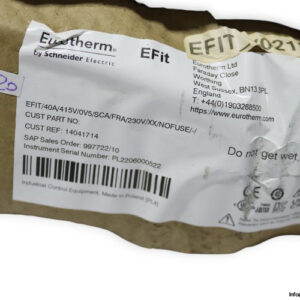 Eurotherm
by Schneider Electric
EFit
EFIT
Eurotherm Ltd
Faraday Close
Worthing
West Sussex, BN13 3PL
England
T: +44(0)1903268500
www.eurotherm.com
EFIT/40A/415V/0V5/SCA/FRA/230V/XX/NOFUSE/-/
CUST PART NO:
CUST REF: 14041714
SAP Sales Order: 997722/10
Instrument Serial Number: PL2206000522
Do not get wet,
Industrial Control Equipment, Made in Poland [PL4]